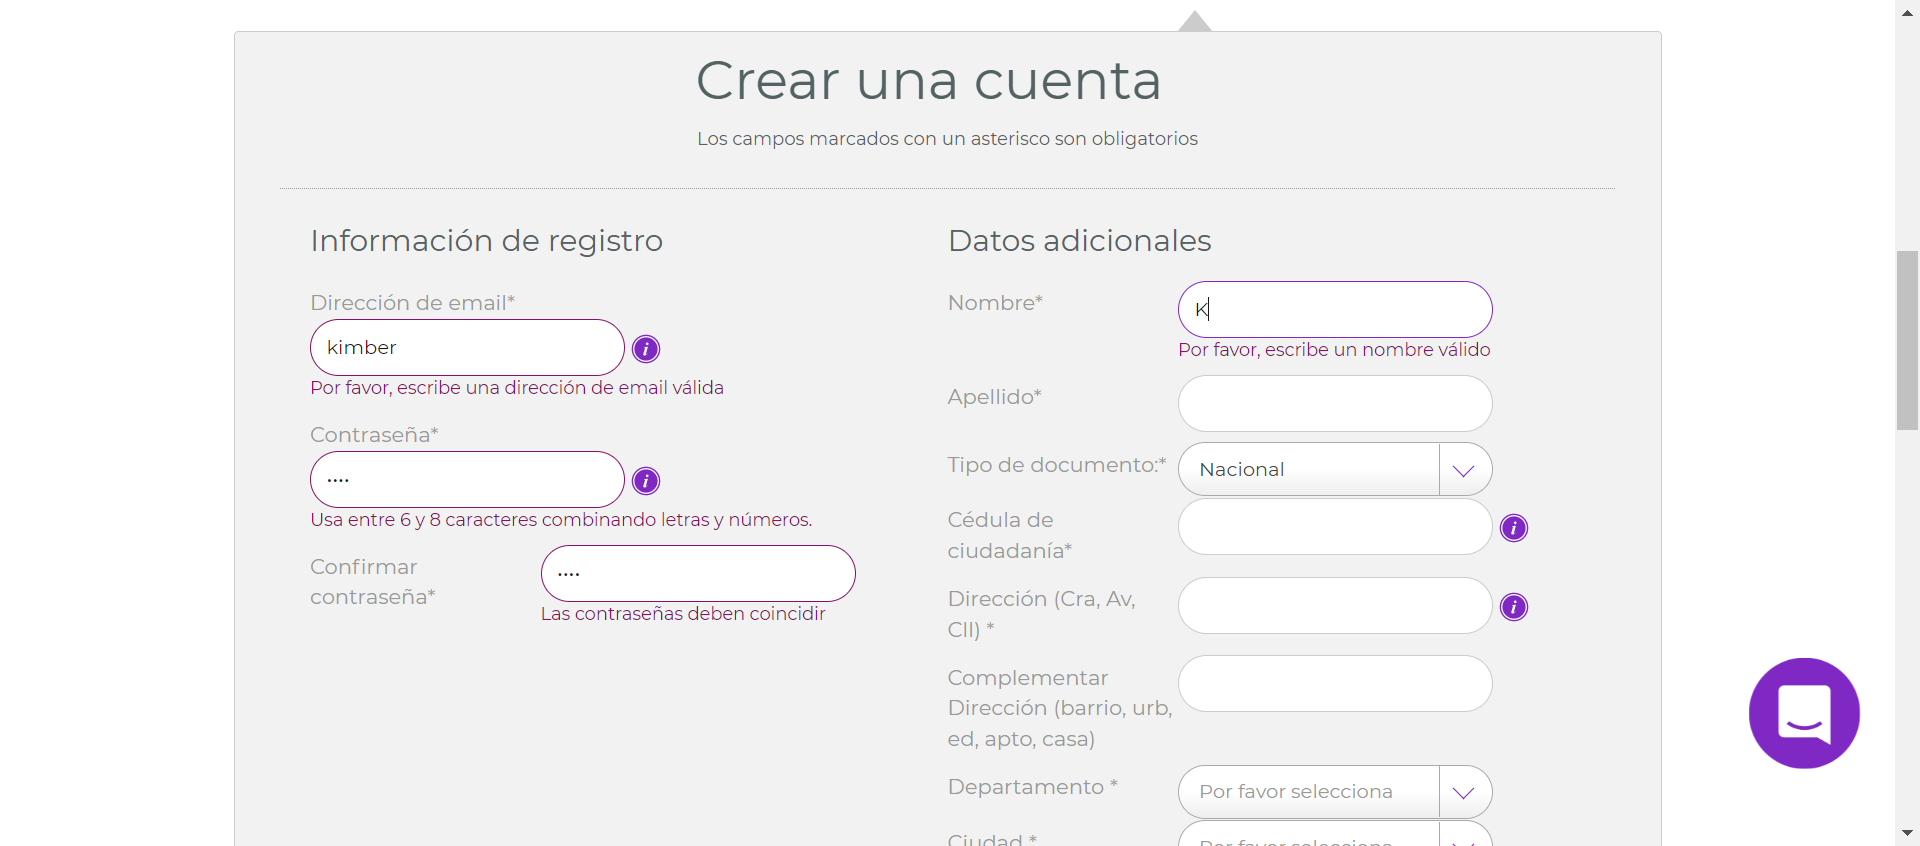 Crear una cuenta
Los campos marcados con un asterisco son obligatorios
Información de registro
Dirección de email*
kimber
Por favor, escribe una dirección de email válida
Contraseña*
••••
Usa entre 6 y 8 caracteres combinando letras y números.
Confirmar
contraseña*
••••
Las contraseñas deben coincidir
Datos adicionales
Nombre*
K
Por favor, escribe un nombre válido
Apellido*
Tipo de documento:*
Nacional
Cédula de
ciudadanía*
Dirección (Cra, Av,
Cll) *
Complementar
Dirección (barrio, urb,
ed, apto, casa)
Departamento *
Por favor selecciona
Ciudad *
Por favor selecciona